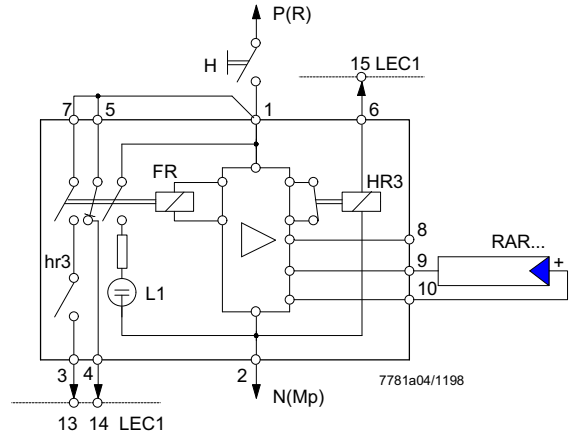 P(R)
H
15 LEC1
7 5 1 6
FR
HR3
8
RAR...
9
+
10
hr3
L1
3 4 2
7781a04/1198
N(Mp)
13 14 LEC1